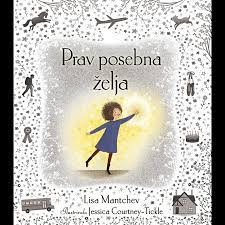 Prav posebna
želja
Lisa Mantchev
Ilustrirala Jessica Courtney-Tickle